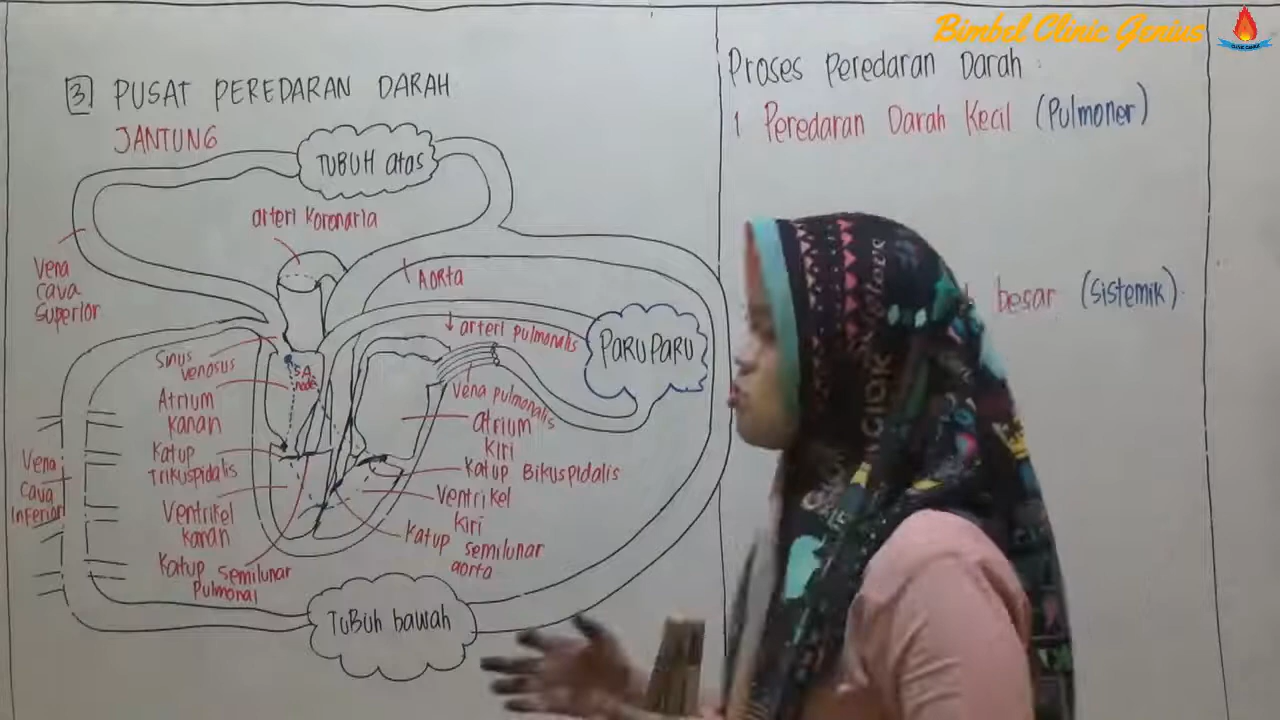 Bimbel Clinic Genius
3 PUSAT PEREDARAN DARAH
JANTUNG
TUBUH atas
arteri Koronaria
Vena
Cava
Superior
AORTA
arteri pulmonalis
PARU PARU
Sinus
venosus
SA
node
Vena pulmonalis
Atrium
Kanan
atrium
Kiri
Katup
Trikuspidalis
Katup Bikuspidalis
Vena
Cava
Inferior
Ventrikel
Kanan
Ventrikel
Kiri
Katup Semilunar
Pulmonal
Katup Semilunar
aorta
TuBuh bawah
Proses Peredaran Darah :
1 Peredaran Darah Kecil (Pulmoner)
besar (Sistemik)